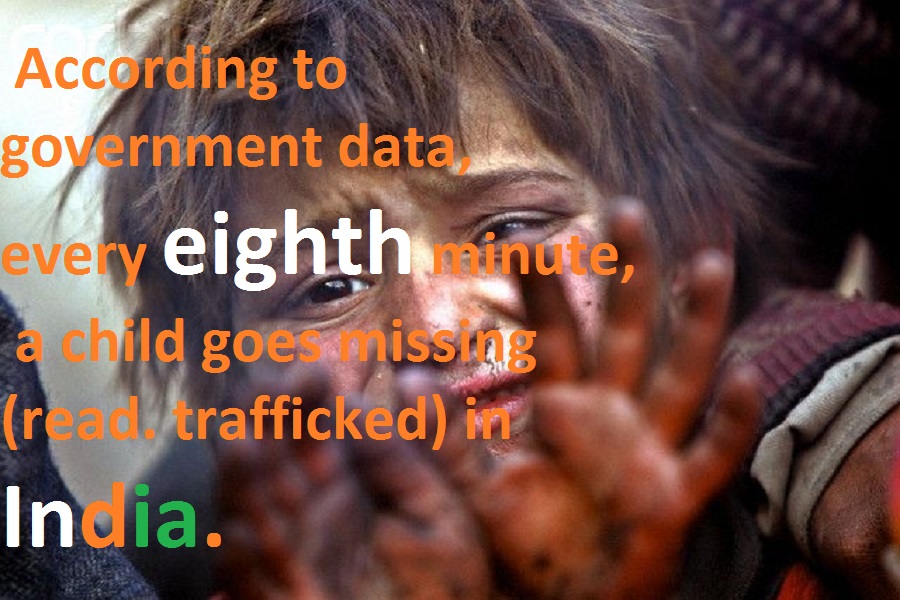 According to
government data,
every eighth minute,
a child goes missing
(read. trafficked) in
India.